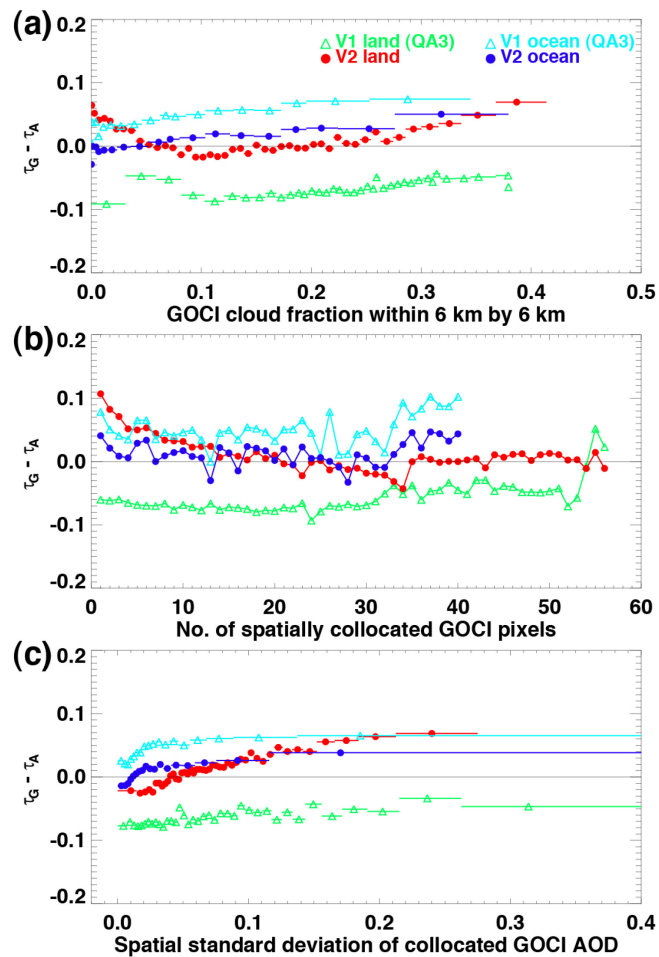 (a)
V1 land (QA3) V1 ocean (QA3)
V2 land V2 ocean
0.2
0.1
0.0
-0.1
-0.2
τG - τA
0.0 0.1 0.2 0.3 0.4 0.5
GOCI cloud fraction within 6 km by 6 km
(b)
0.2
0.1
0.0
-0.1
-0.2
τG - τA
0 10 20 30 40 50 60
No. of spatially collocated GOCI pixels
(c)
0.2
0.1
0.0
-0.1
-0.2
τG - τA
0.0 0.1 0.2 0.3 0.4
Spatial standard deviation of collocated GOCI AOD